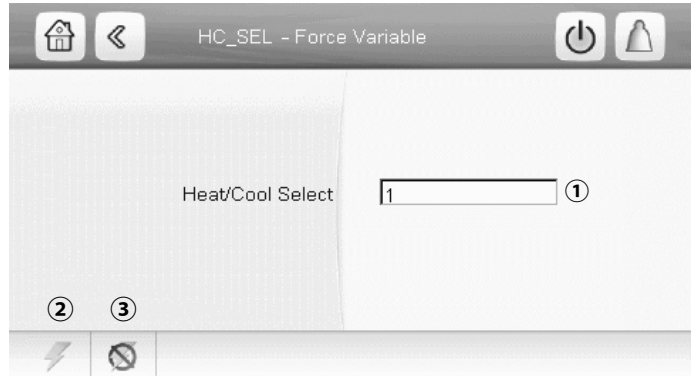 HC_SEL - Force Variable
Heat/Cool Select 1 ①
② ③